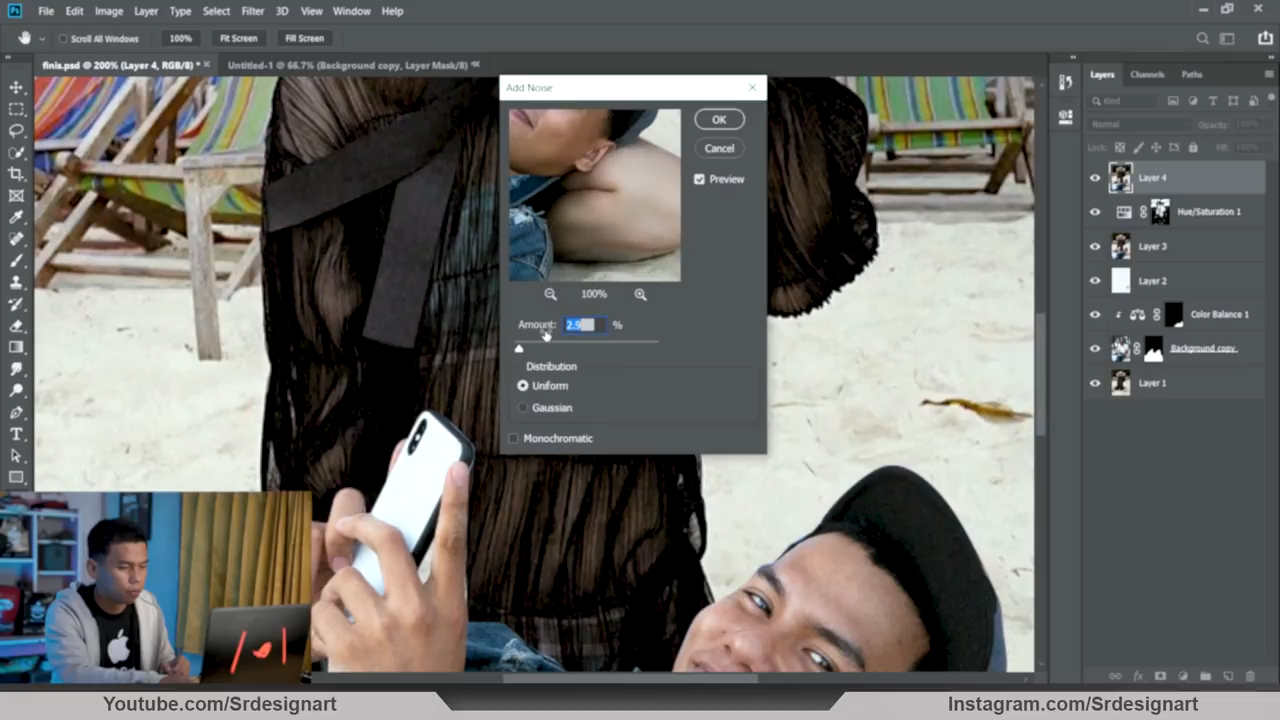 Ps File Edit Image Layer Type Select Filter 3D View Window Help
Scroll All Windows 100% Fit Screen Fill Screen
finis.psd @ 200% (Layer 4, RGB/8) * × Untitled-1 @ 66.7% (Background copy, Layer Mask/8)
Add Noise
OK
Cancel
Preview
100%
Amount: 2.9 %
Distribution
Uniform
Gaussian
Monochromatic
Layers Channels Paths
Kind
Normal Opacity: 100%
Lock: Fill: 100%
Layer 4
Hue/Saturation 1
Layer 3
Layer 2
Color Balance 1
Background copy
Layer 1
fx
Youtube.com/Srdesignart
Instagram.com/Srdesignart